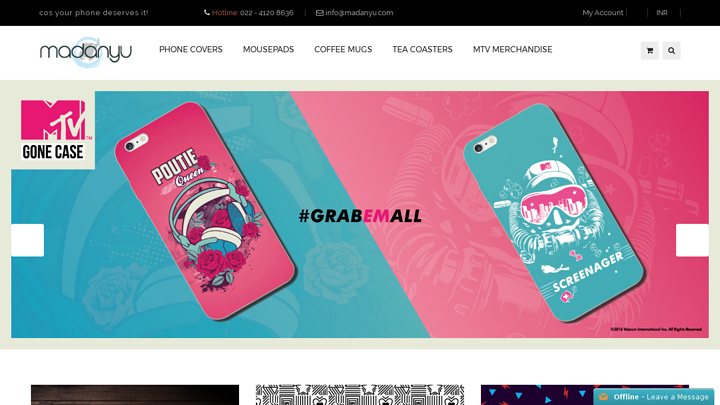 cos your phone deserves it!
Hotline: 022 - 4120 8636
info@madanyu.com
My Account
INR
madanyu
PHONE COVERS
MOUSEPADS
COFFEE MUGS
TEA COASTERS
MTV MERCHANDISE
MTV
TM
GONE CASE
POUTIE
Queen
#GRABEMALL
MTV
SCREENAGER
©2016 Viacom International Inc. All Rights Reserved.
Offline - Leave a Message